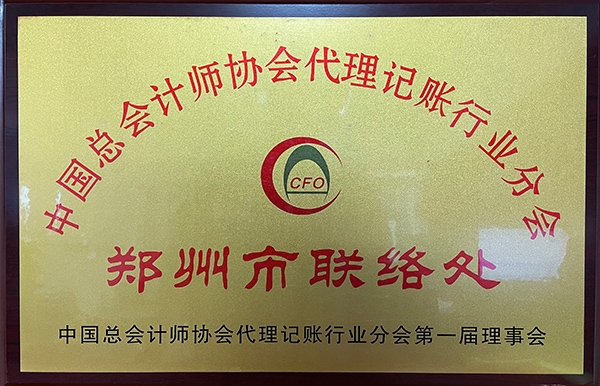 中国总会计师协会代理记账行业分会
CFO
郑州市联络处
中国总会计师协会代理记账行业分会第一届理事会